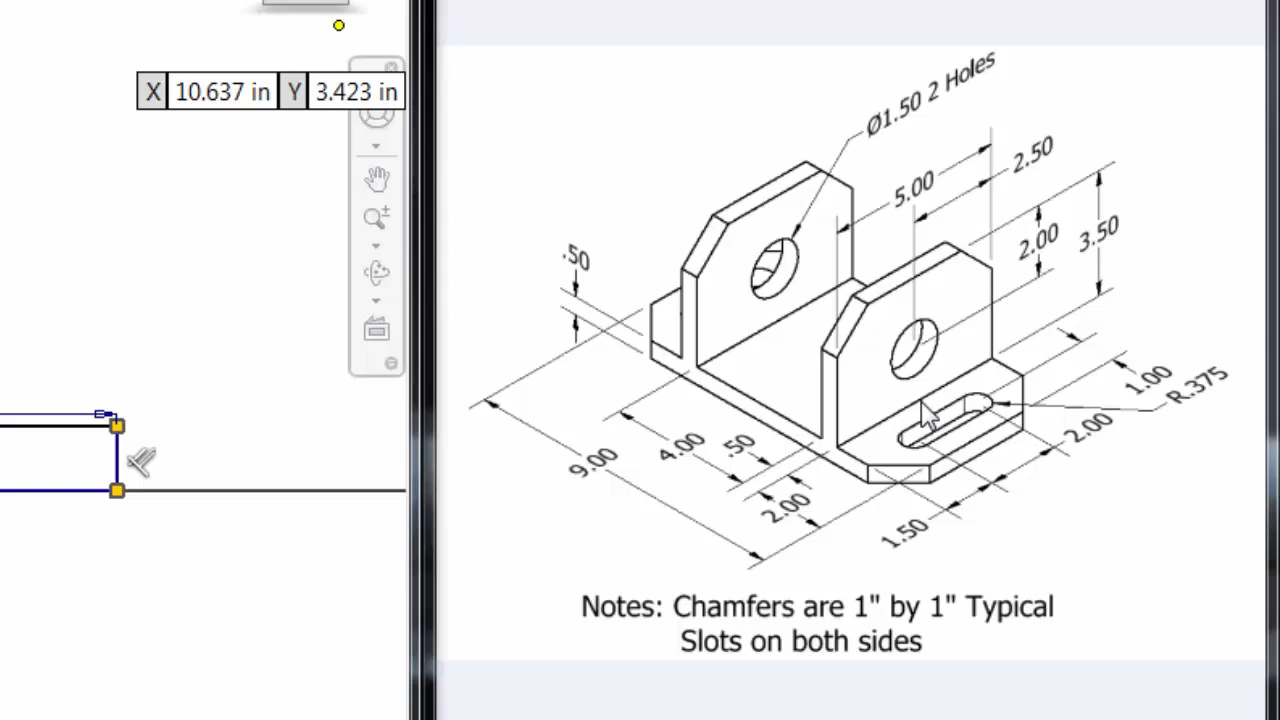 X 10.637 in Y 3.423 in
Ø1.50 2 Holes
2.50
5.00
3.50
2.00
.50
1.00
R.375
2.00
.50
4.00
9.00
2.00
1.50
Notes: Chamfers are 1" by 1" Typical
Slots on both sides